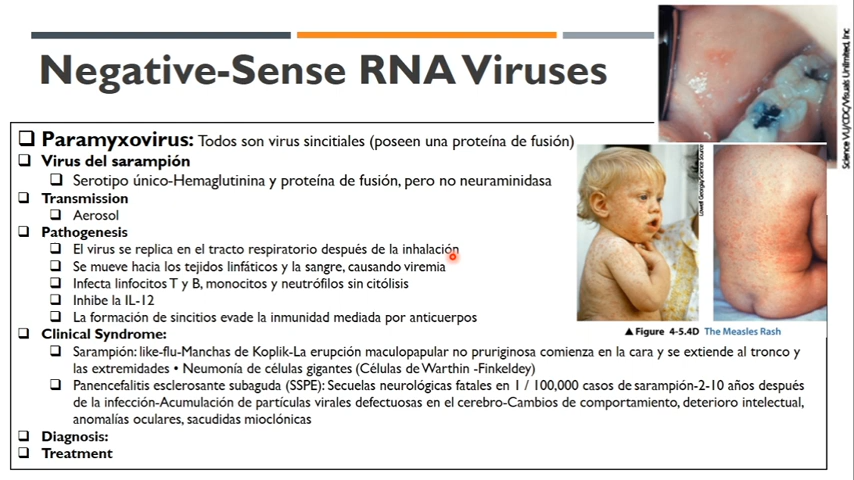 Negative-Sense RNA Viruses
Science VU/CDC/Visuals Unlimited, Inc
Paramyxovirus: Todos son virus sincitiales (poseen una proteína de fusión)
Virus del sarampión
Serotipo único-Hemaglutinina y proteína de fusión, pero no neuraminidasa
Transmission
Aerosol
Pathogenesis
El virus se replica en el tracto respiratorio después de la inhalación
Se mueve hacia los tejidos linfáticos y la sangre, causando viremia
Infecta linfocitos T y B, monocitos y neutrófilos sin citólisis
Inhibe la IL-12
La formación de sincitios evade la inmunidad mediada por anticuerpos
Lowell Georgia/Science Source
▲ Figure 4-5.4D The Measles Rash
Clinical Syndrome:
Sarampión: like-flu-Manchas de Koplik-La erupción maculopapular no pruriginosa comienza en la cara y se extiende al tronco y
las extremidades • Neumonía de células gigantes (Células de Warthin -Finkeldey)
Panencefalitis esclerosante subaguda (SSPE): Secuelas neurológicas fatales en 1 / 100,000 casos de sarampión-2-10 años después
de la infección-Acumulación de partículas virales defectuosas en el cerebro-Cambios de comportamiento, deterioro intelectual,
anomalías oculares, sacudidas mioclónicas
Diagnosis:
Treatment